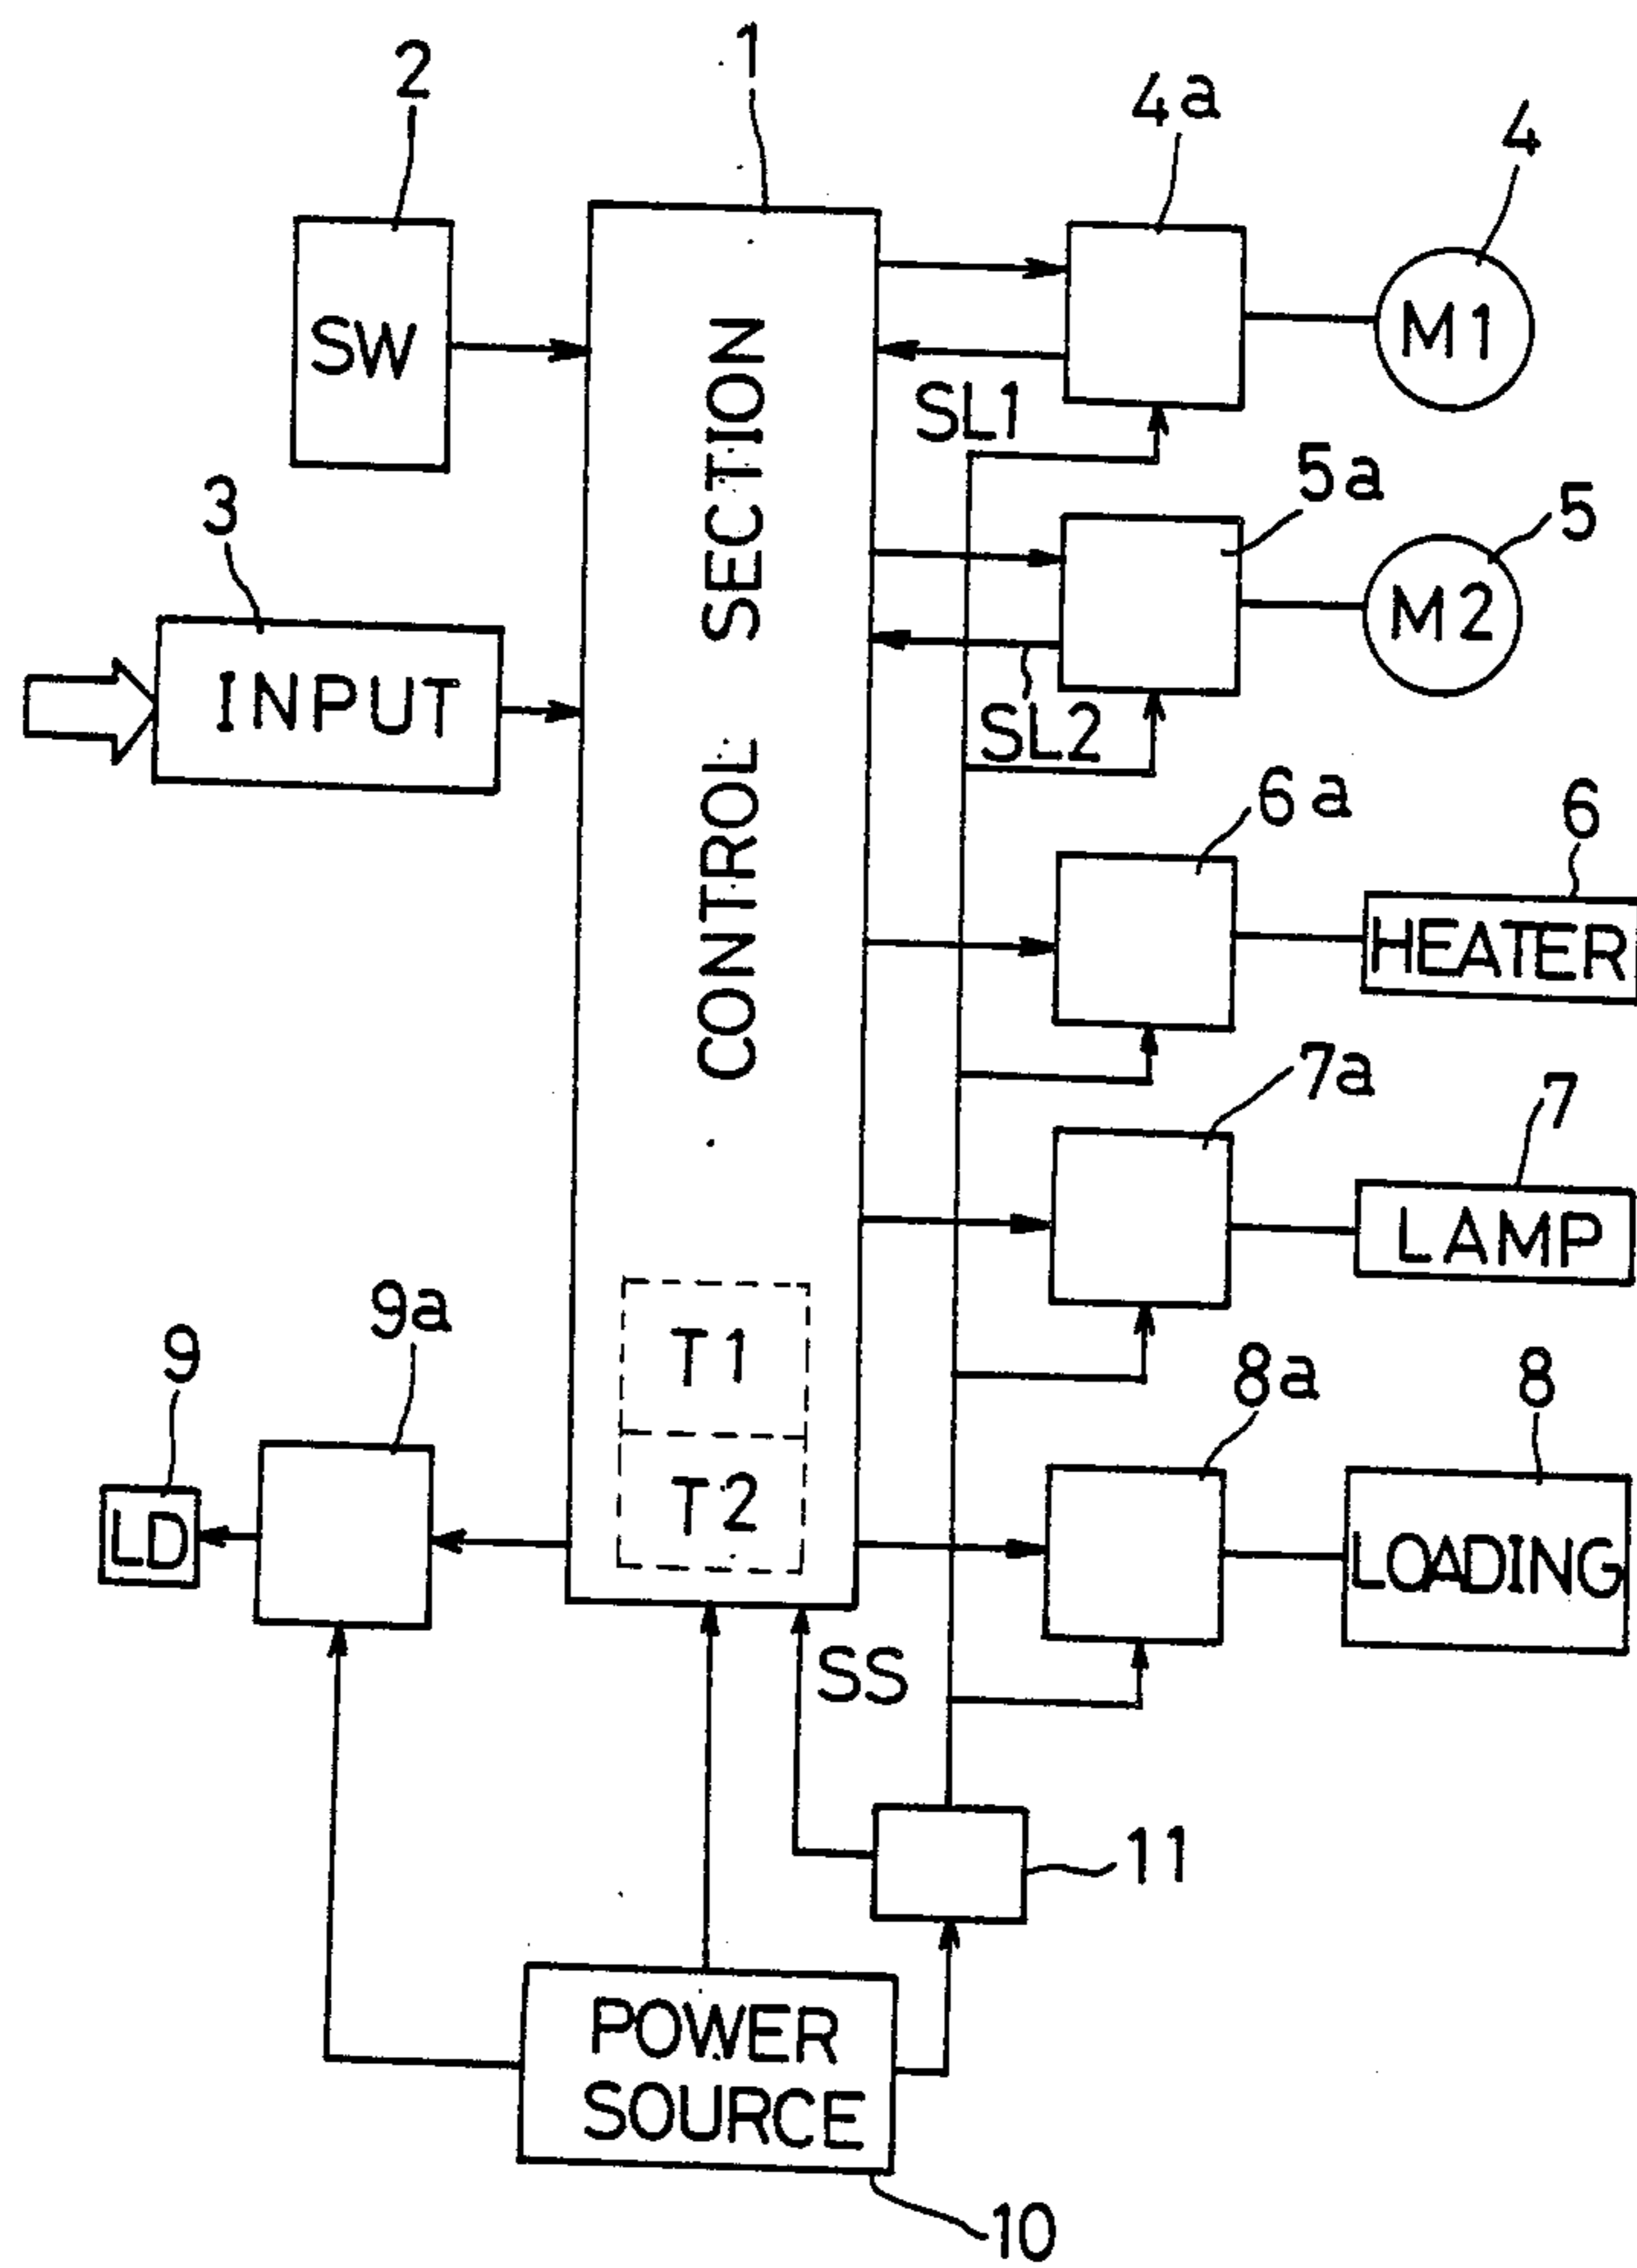 1
2
4a
4
SW
M1
SL1
5a
5
3
M2
INPUT
SL2
CONTROL SECTION
6a
6
HEATER
7a
7
LAMP
9a
9
T1
8a
8
T2
LD
LOADING
SS
11
POWER
SOURCE
10